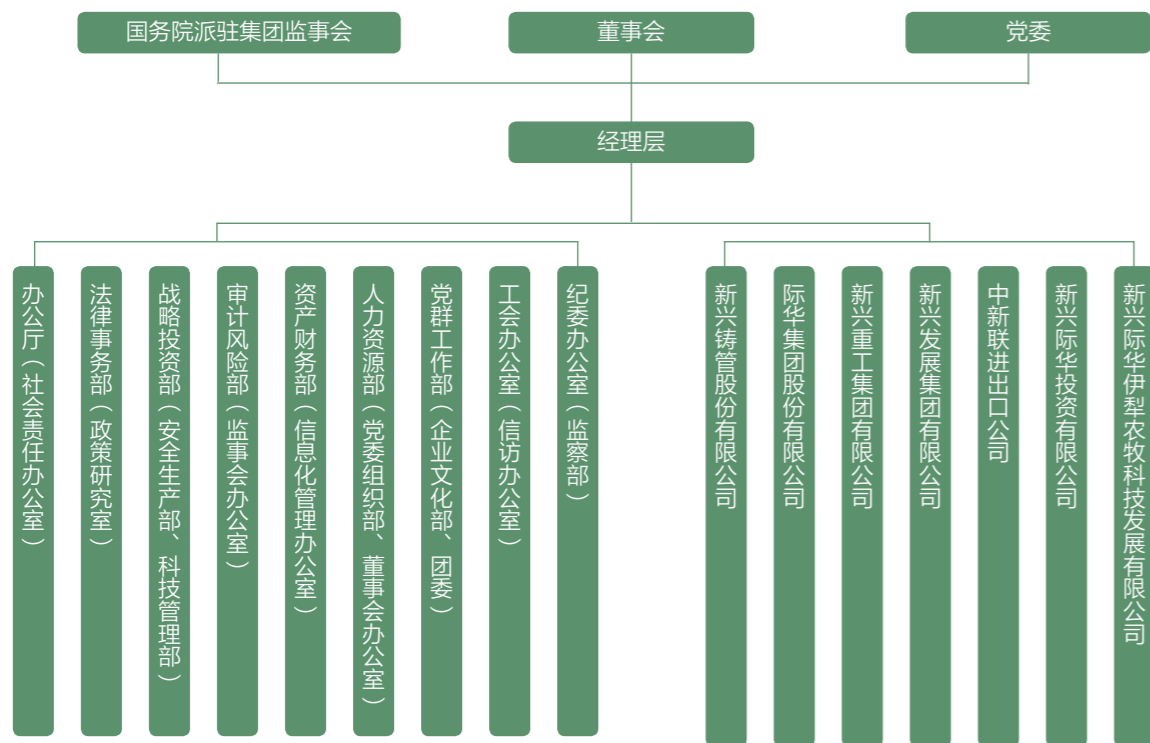 国务院派驻集团监事会
董事会
党委
经理层
办公厅（社会责任办公室）
法律事务部（政策研究室）
战略投资部（安全生产部、科技管理部）
审计风险部（监事会办公室）
资产财务部（信息化管理办公室）
人力资源部（党委组织部、董事会办公室）
党群工作部（企业文化部、团委）
工会办公室（信访办公室）
纪委办公室（监察部）
新兴铸管股份有限公司
际华集团股份有限公司
新兴重工集团有限公司
新兴发展集团有限公司
中新联进出口公司
新兴际华投资有限公司
新兴际华伊犁农牧科技发展有限公司